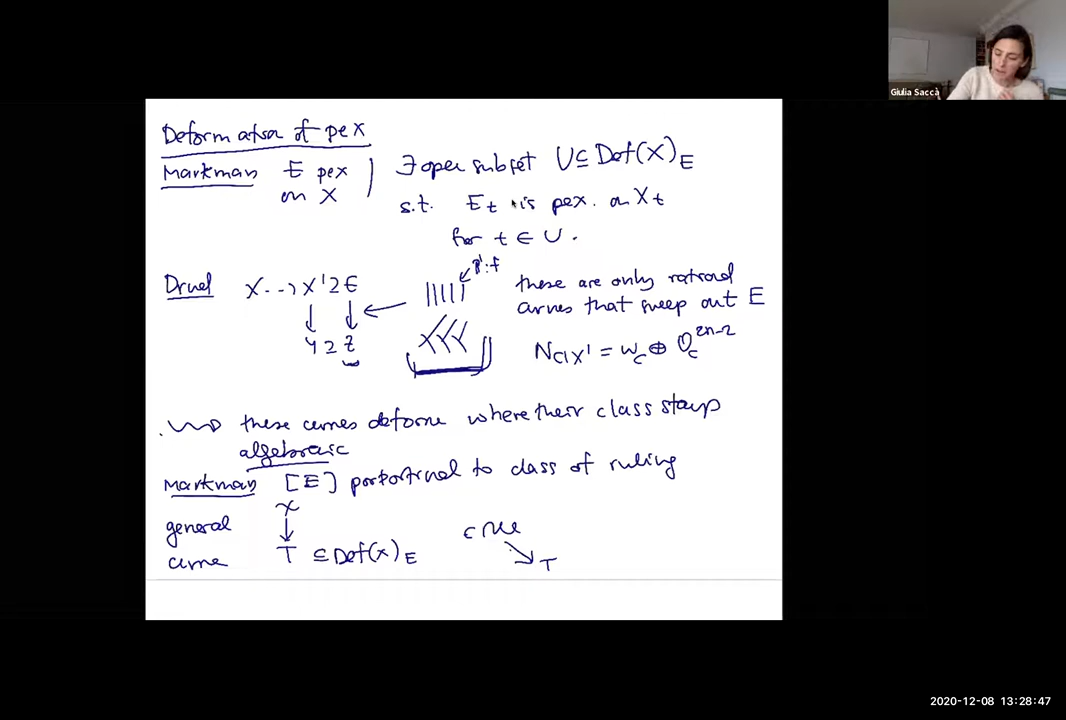 Giulia Saccà
Deformation of pex
Markman E pex on X
∃ open subset U ⊆ Def(X)_E
s.t. E_t is pex. on X_t
for t ∈ U.
Druel X ⇢ X' ⊇ E
↓ ↓
Y ⊇ Z
these are only rational
curves that sweep out E
N_{C|X'} = ω_C ⊕ O_C^{2n-2}
these curves deform where their class stays
algebraic
Markman [E] proportional to class of ruling
general
curve
X
↓
T ⊆ Def(X)_E
T
2020-12-08 13:28:47